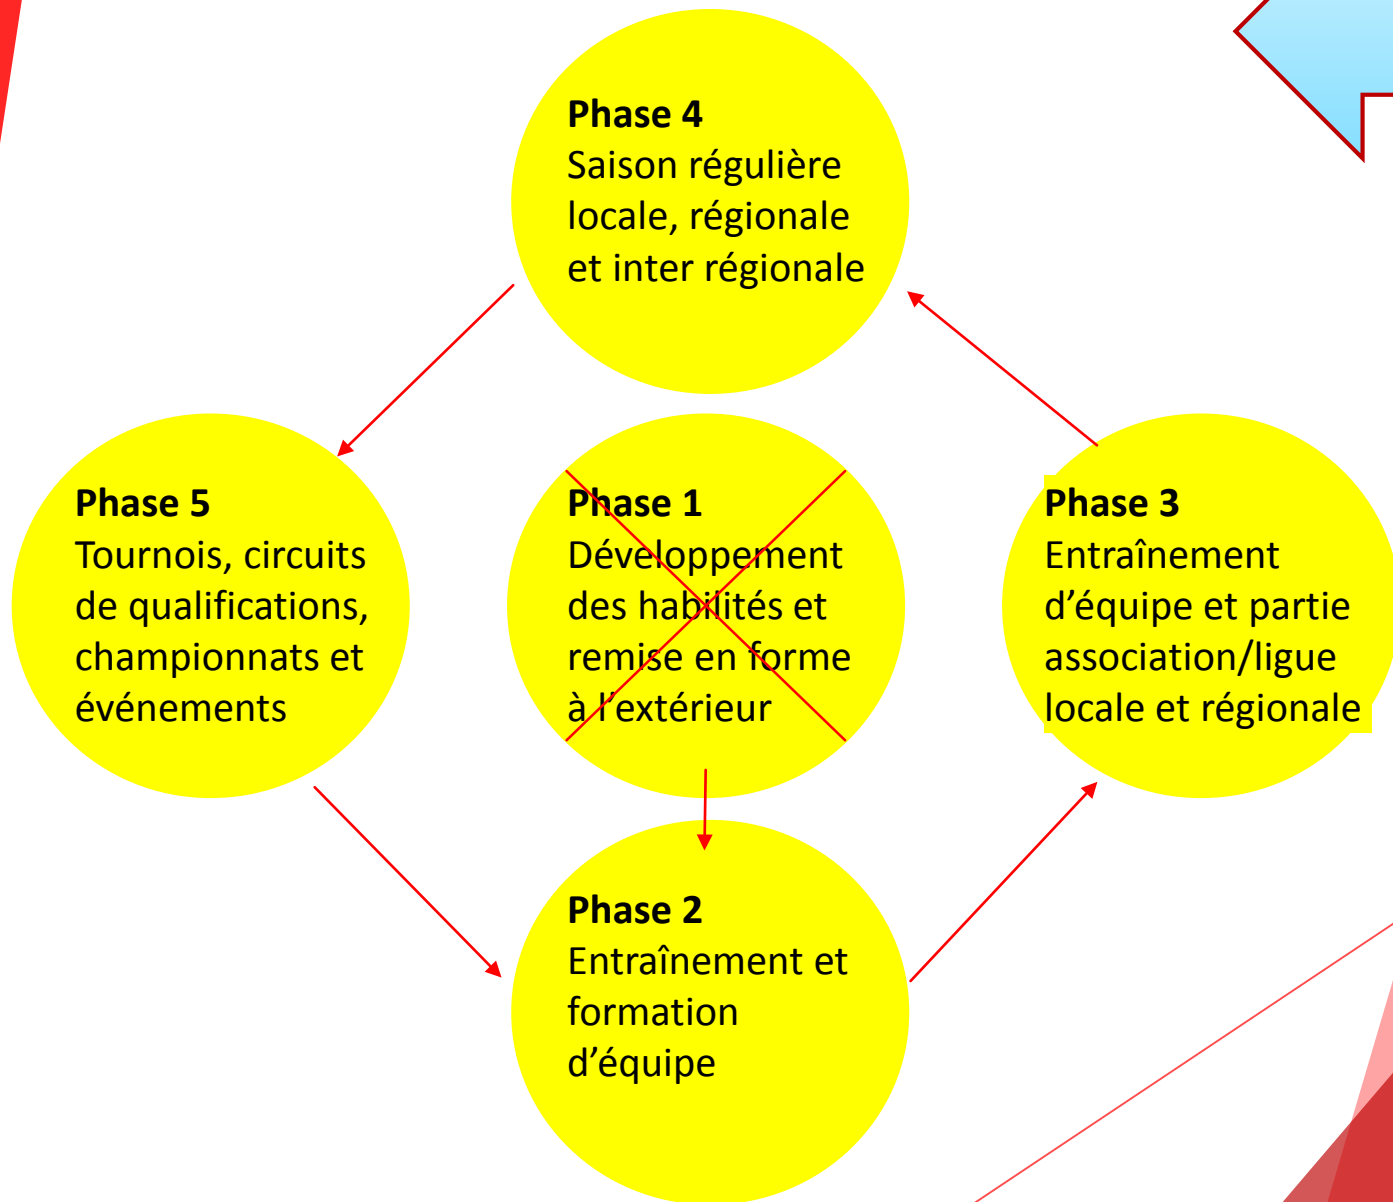 Phase 4
Saison régulière
locale, régionale
et inter régionale
Phase 5
Tournois, circuits
de qualifications,
championnats et
événements
Phase 1
Développement
des habilités et
remise en forme
à l’extérieur
Phase 3
Entraînement
d’équipe et partie
association/ligue
locale et régionale
Phase 2
Entraînement et
formation
d’équipe